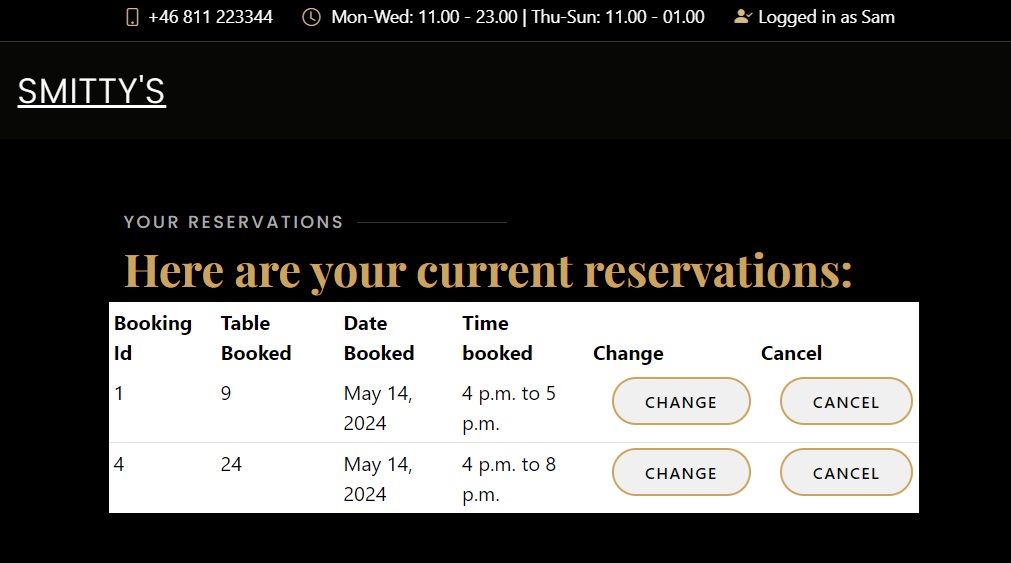 +46 811 223344 Mon-Wed: 11.00 - 23.00 | Thu-Sun: 11.00 - 01.00 Logged in as Sam
SMITTY'S
YOUR RESERVATIONS
Here are your current reservations:
Booking Id Table Booked Date Booked Time booked Change Cancel
1 9 May 14, 2024 4 p.m. to 5 p.m. CHANGE CANCEL
4 24 May 14, 2024 4 p.m. to 8 p.m. CHANGE CANCEL